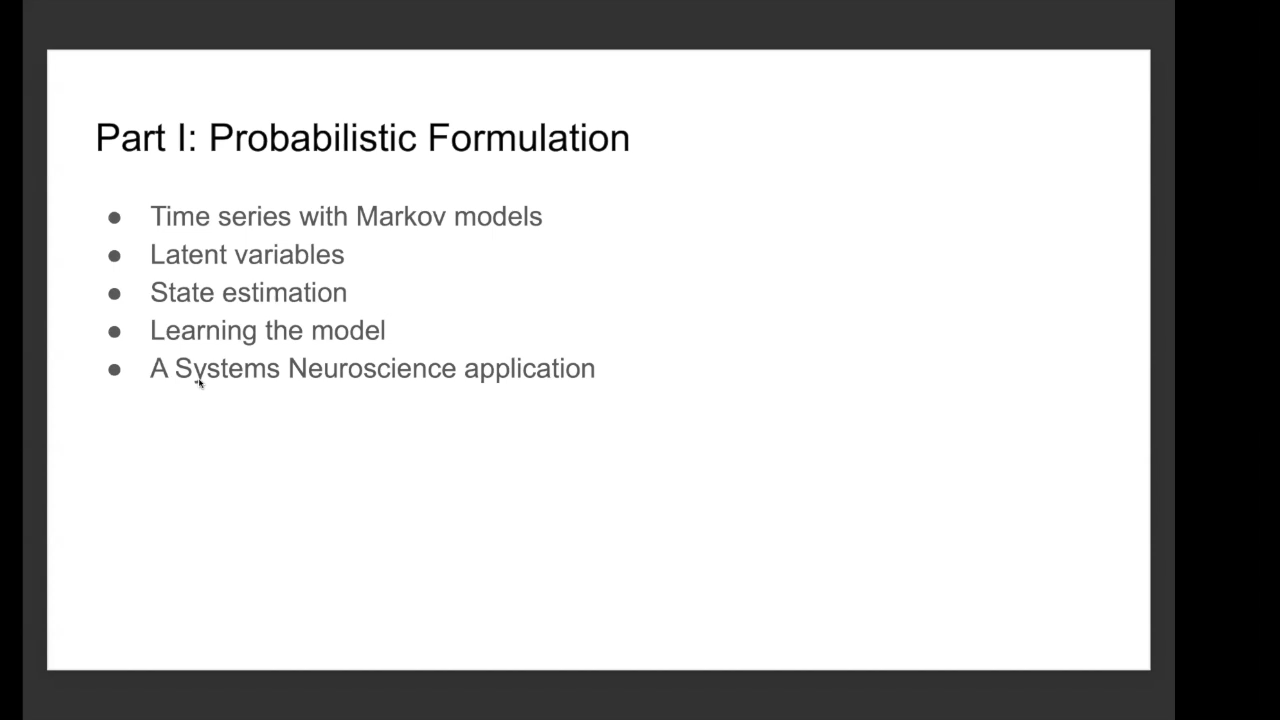 Part I: Probabilistic Formulation
● Time series with Markov models
● Latent variables
● State estimation
● Learning the model
● A Systems Neuroscience application